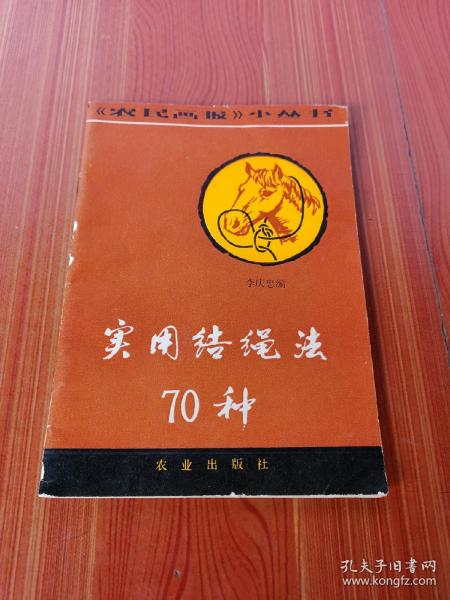 《农民画报》小丛书
李庆忠编
实用结绳法
70种
农业出版社
孔夫子旧书网
www.kongfz.com